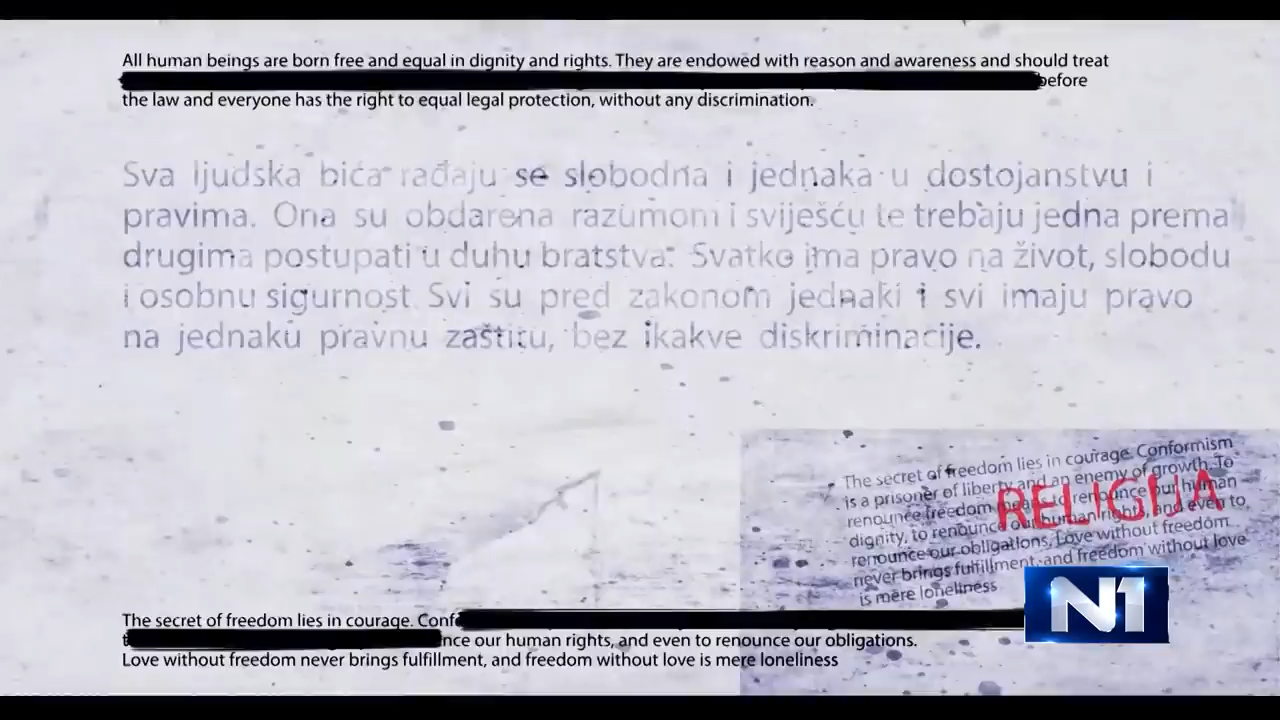 All human beings are born free and equal in dignity and rights. They are endowed with reason and awareness and should treat
before
the law and everyone has the right to equal legal protection, without any discrimination.
Sva ljudska bića rađaju se slobodna i jednaka u dostojanstvu i
pravima. Ona su obdarena razumom i sviješću te trebaju jedna prema
drugima postupati u duhu bratstva. Svatko ima pravo na život, slobodu
i osobnu sigurnost. Svi su pred zakonom jednaki i svi imaju pravo
na jednaku pravnu zaštitu, bez ikakve diskriminacije.
The secret of freedom lies in courage. Conformism
is a prisoner of liberty and an enemy of growth. To
renounce freedom means to renounce our human
dignity, to renounce our human rights, and even to
renounce our obligations. Love without freedom
never brings fulfillment, and freedom without love
is mere loneliness
RELIGIJA
N1
The secret of freedom lies in courage. Conf
t nce our human rights, and even to renounce our obligations.
Love without freedom never brings fulfillment, and freedom without love is mere loneliness